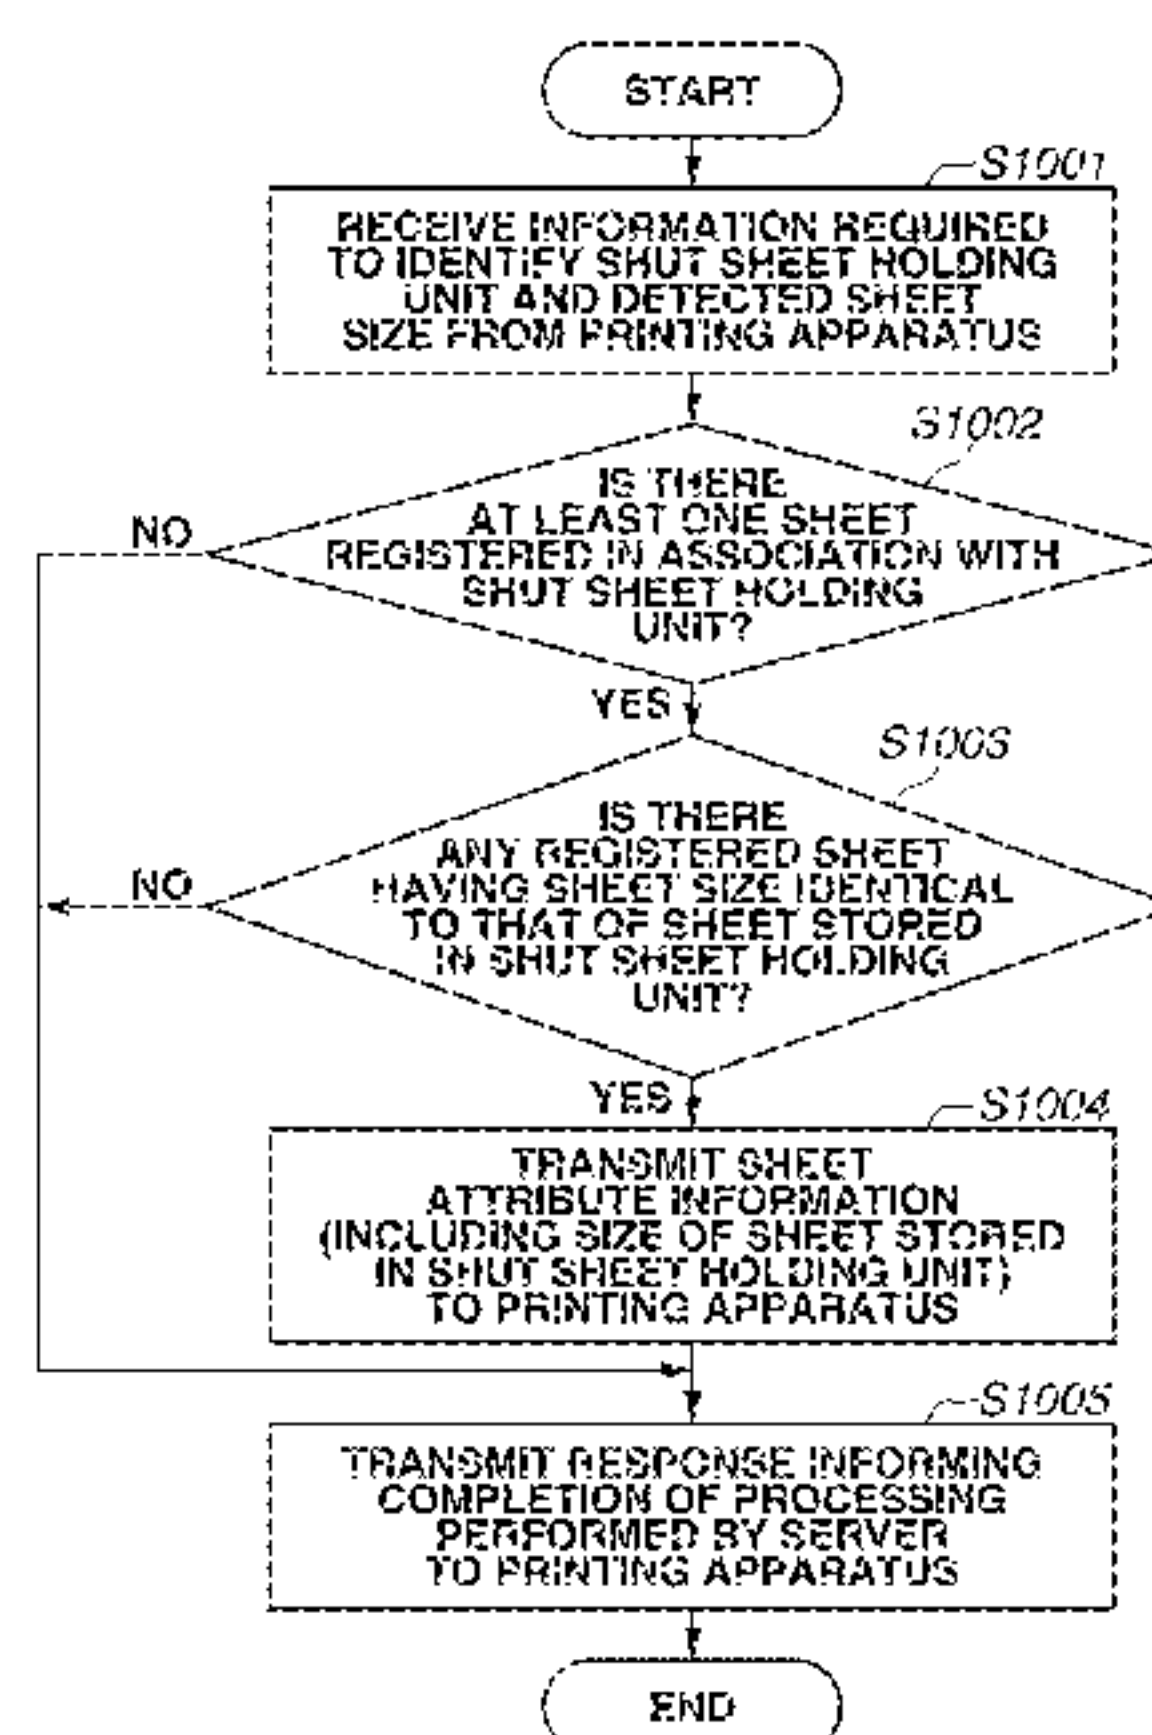 START
S1001
RECEIVE INFORMATION REQUIRED
TO IDENTIFY SHUT SHEET HOLDING
UNIT AND DETECTED SHEET
SIZE FROM PRINTING APPARATUS
S1002
IS THERE
AT LEAST ONE SHEET
REGISTERED IN ASSOCIATION WITH
SHUT SHEET HOLDING
UNIT?
NO
YES
S1003
IS THERE
ANY REGISTERED SHEET
HAVING SHEET SIZE IDENTICAL
TO THAT OF SHEET STORED
IN SHUT SHEET HOLDING
UNIT?
NO
YES
S1004
TRANSMIT SHEET
ATTRIBUTE INFORMATION
(INCLUDING SIZE OF SHEET STORED
IN SHUT SHEET HOLDING UNIT)
TO PRINTING APPARATUS
S1005
TRANSMIT RESPONSE INFORMING
COMPLETION OF PROCESSING
PERFORMED BY SERVER
TO PRINTING APPARATUS
END